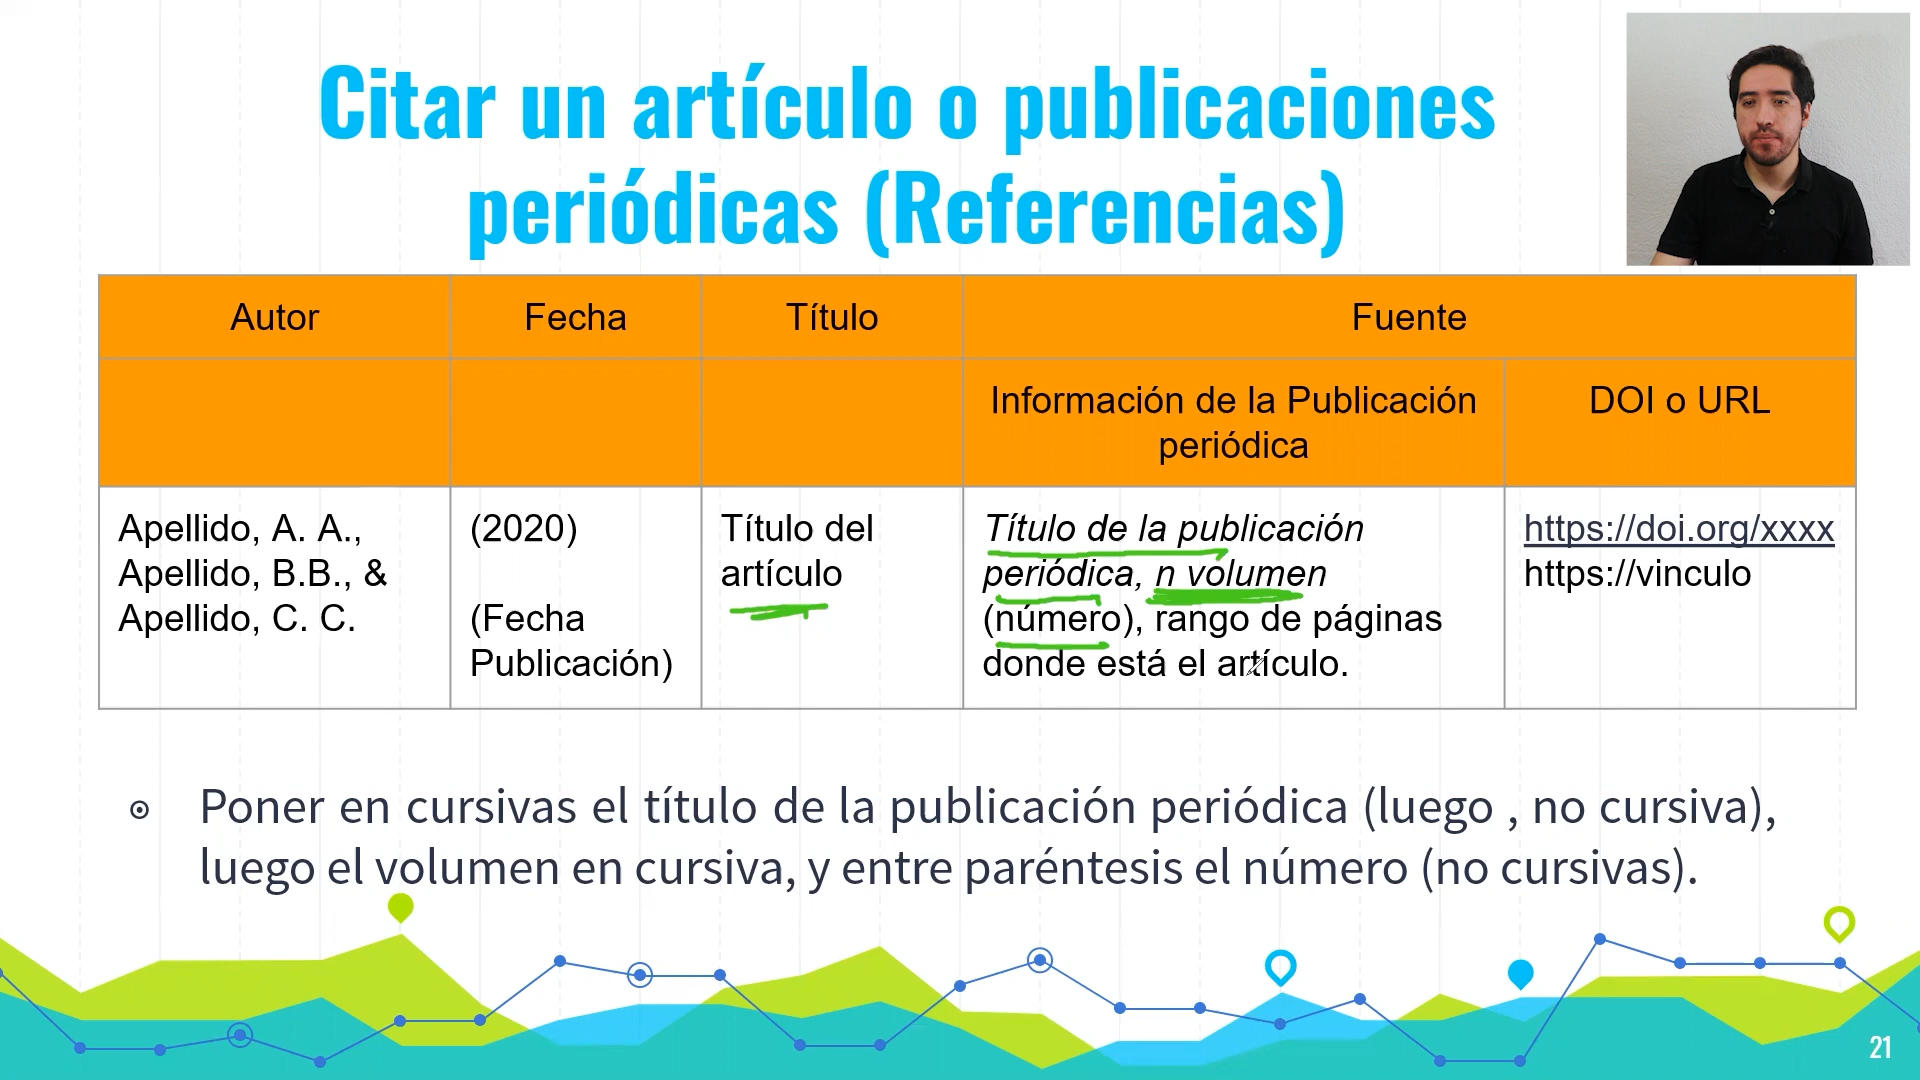 Citar un artículo o publicaciones
periódicas (Referencias)
Autor
Fecha
Título
Fuente
Información de la Publicación
periódica
DOI o URL
Apellido, A. A.,
Apellido, B.B., &
Apellido, C. C.
(2020)
(Fecha
Publicación)
Título del
artículo
Título de la publicación
periódica, n volumen
(número), rango de páginas
donde está el artículo.
https://doi.org/xxxx
https://vinculo
Poner en cursivas el título de la publicación periódica (luego , no cursiva),
luego el volumen en cursiva, y entre paréntesis el número (no cursivas).
21